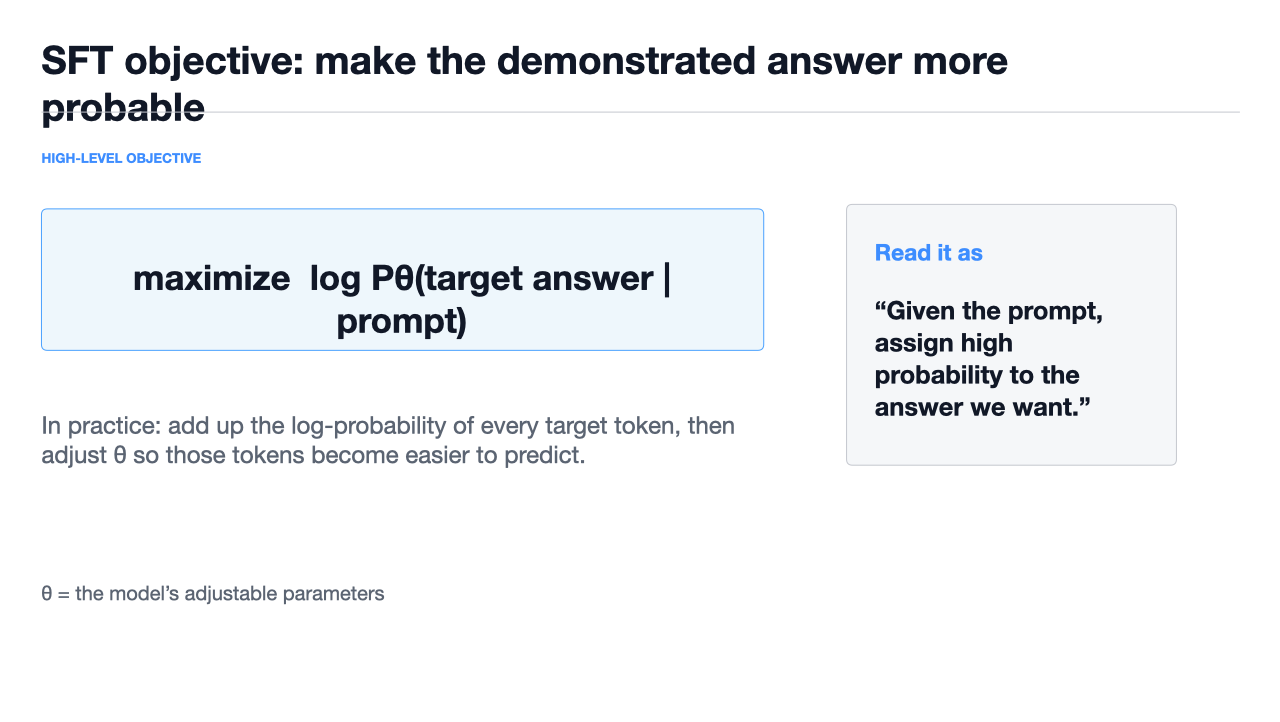 SFT objective: make the demonstrated answer more
probable
HIGH-LEVEL OBJECTIVE
maximize  log Pθ(target answer |
prompt)
In practice: add up the log-probability of every target token, then
adjust θ so those tokens become easier to predict.
Read it as
“Given the prompt,
assign high
probability to the
answer we want.”
θ = the model’s adjustable parameters